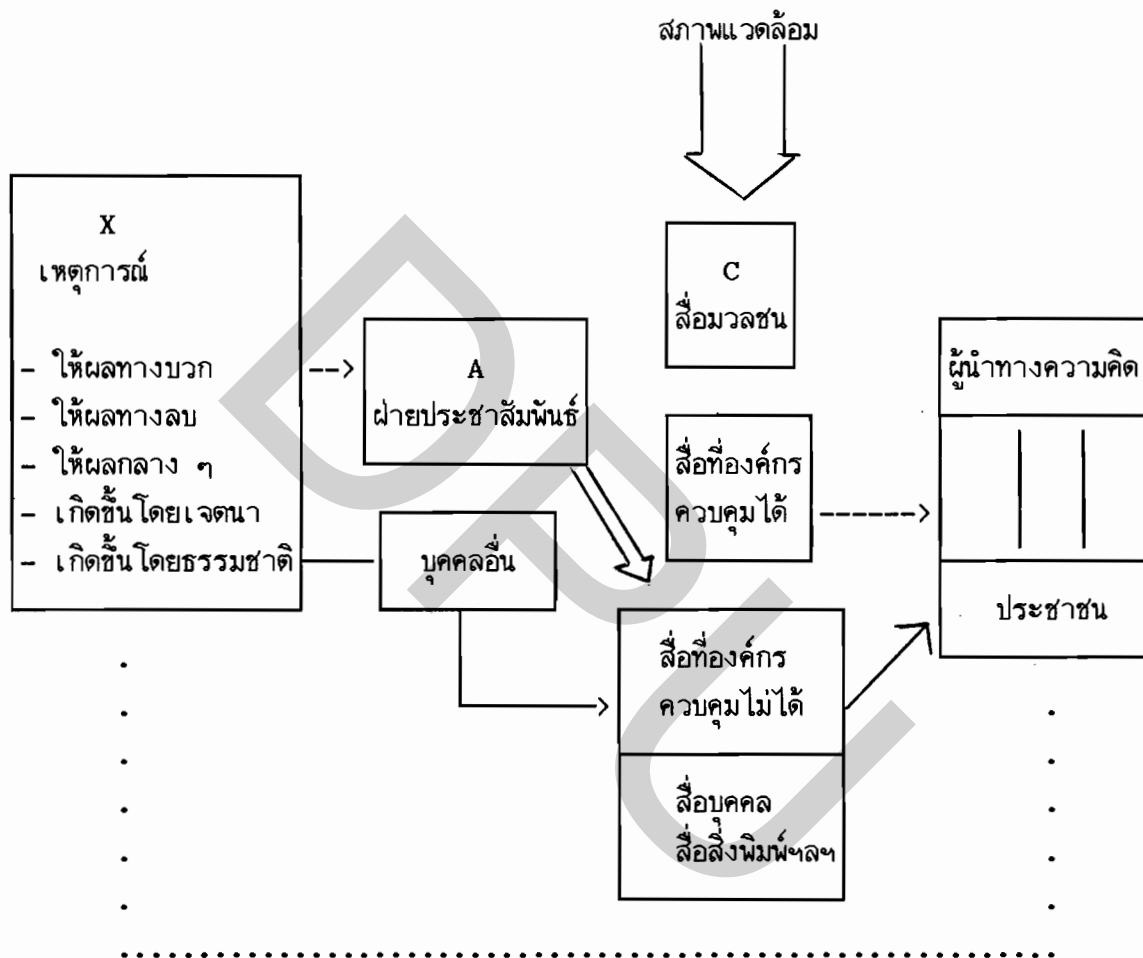 สภาพแวดล้อม
X
เหตุการณ์
- ให้ผลทางบวก
- ให้ผลทางลบ
- ให้ผลกลาง ๆ
- เกิดขึ้นโดยเจตนา
- เกิดขึ้นโดยธรรมชาติ
A
ฝ่ายประชาสัมพันธ์
บุคคลอื่น
C
สื่อมวลชน
สื่อที่องค์กร
ควบคุมได้
สื่อที่องค์กร
ควบคุมไม่ได้
สื่อบุคคล
สื่อสิ่งพิมพ์ฯลฯ
ผู้นำทางความคิด
ประชาชน
DPU